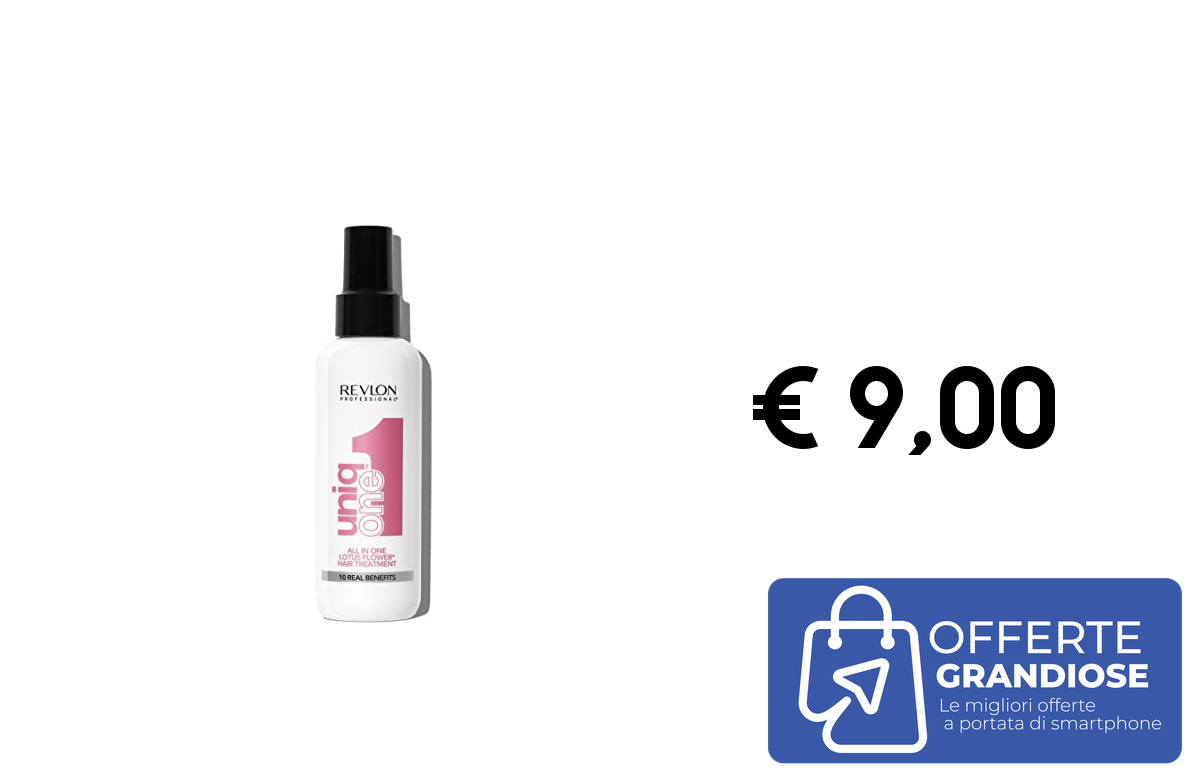 REVLON
PROFESSIONAL
uniq
one
1
ALL IN ONE
LOTUS FLOWER*
HAIR TREATMENT
10 REAL BENEFITS
€ 9,00
OFFERTE
GRANDIOSE
Le migliori offerte
a portata di smartphone